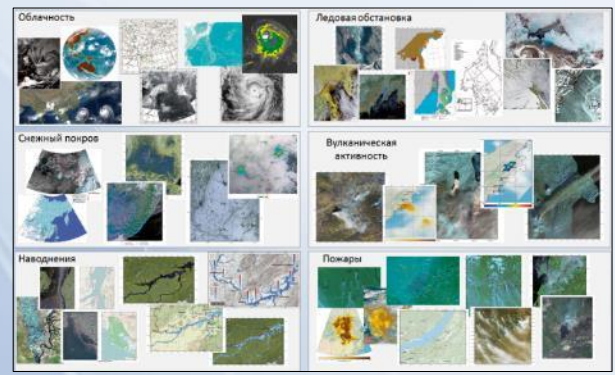 Облачность
Ледовая обстановка
Снежный покров
Вулканическая
активность
Наводнения
Пожары